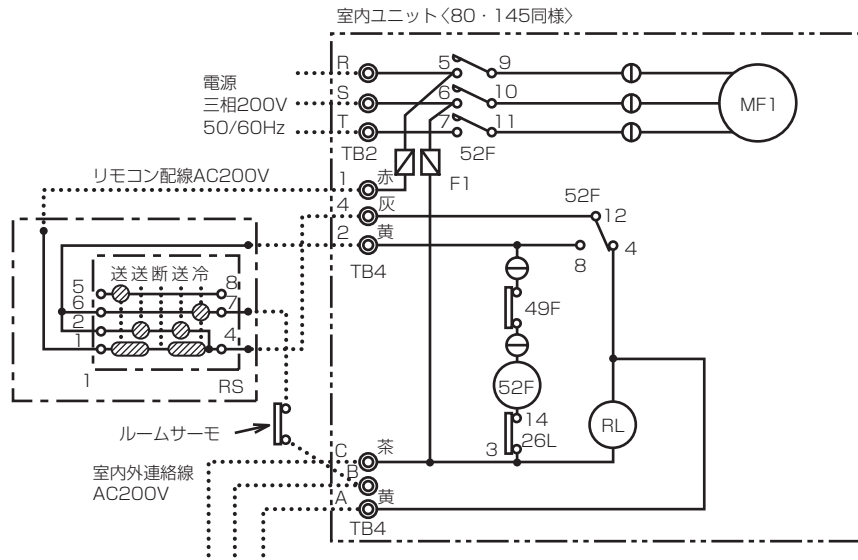 室内ユニット〈80・145同様〉
電源
三相200V
50/60Hz
R
S
T
TB2
5
6
7
9
10
11
52F
MF1
リモコン配線AC200V
1
4
2
赤
灰
黄
TB4
F1
52F
12
8
4
送送断送冷
5
6
2
1
8
7
4
1
RS
49F
52F
14
26L
3
RL
ルームサーモ
室内外連絡線
AC200V
C
B
A
茶
黄
TB4